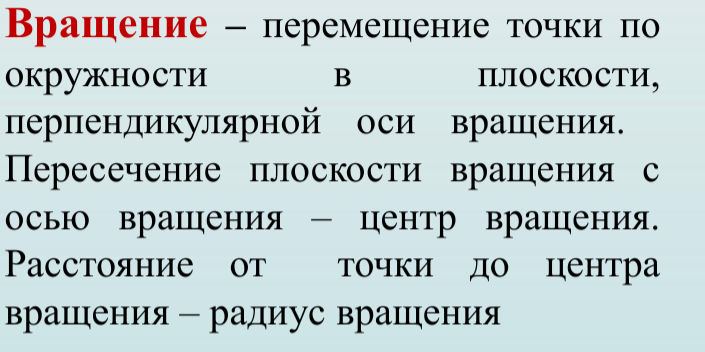 Вращение – перемещение точки по
окружности в плоскости,
перпендикулярной оси вращения.
Пересечение плоскости вращения с
осью вращения – центр вращения.
Расстояние от точки до центра
вращения – радиус вращения